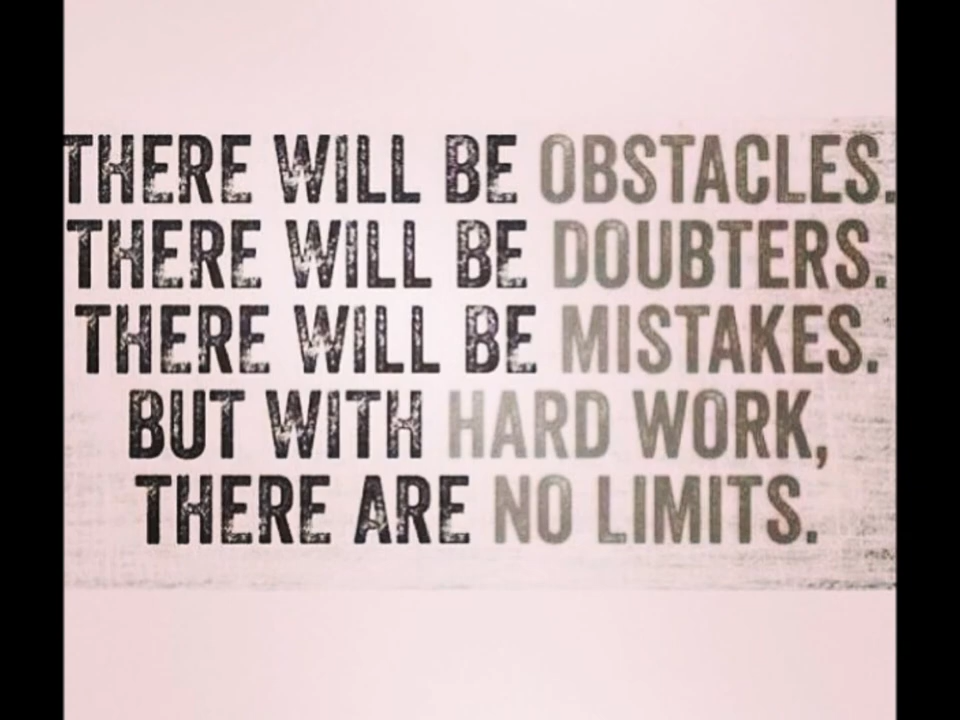 THERE WILL BE OBSTACLES.
THERE WILL BE DOUBTERS.
THERE WILL BE MISTAKES.
BUT WITH HARD WORK,
THERE ARE NO LIMITS.